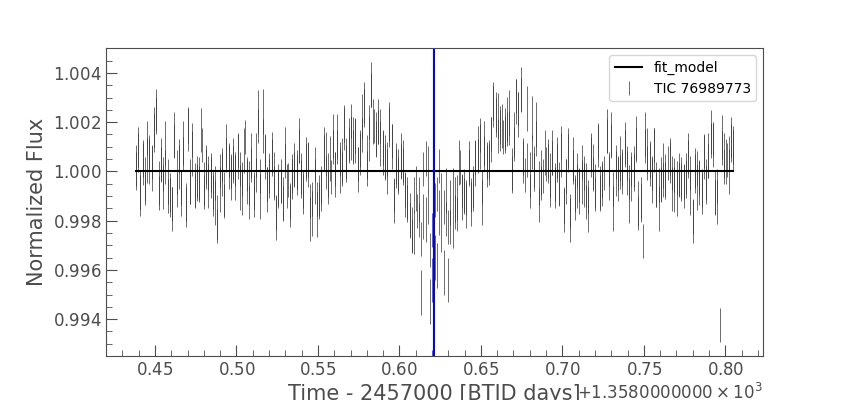 1.004
1.002
1.000
0.998
0.996
0.994
Normalized Flux
fit_model
TIC 76989773
0.45 0.50 0.55 0.60 0.65 0.70 0.75 0.80
Time - 2457000 [BTJD days]
+1.3580000000 × 10³